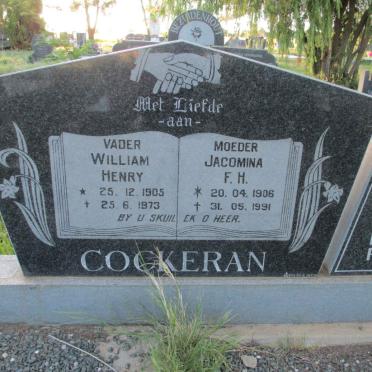 Met Liefde
-aan-
VADER
WILLIAM
HENRY
* 25. 12. 1905
† 25. 6. 1973
MOEDER
JACOMINA
F. H.
* 20. 04. 1906
† 31. 05. 1991
BY U SKUIL EK O HEER.
COCKERAN